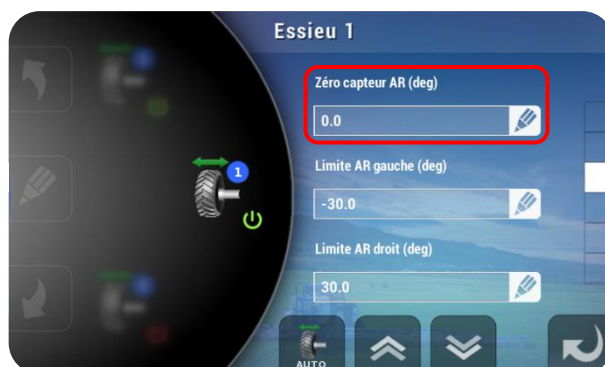 Essieu 1
Zéro capteur AR (deg)
0.0
1
Limite AR gauche (deg)
-30.0
Limite AR droit (deg)
30.0
AUTO